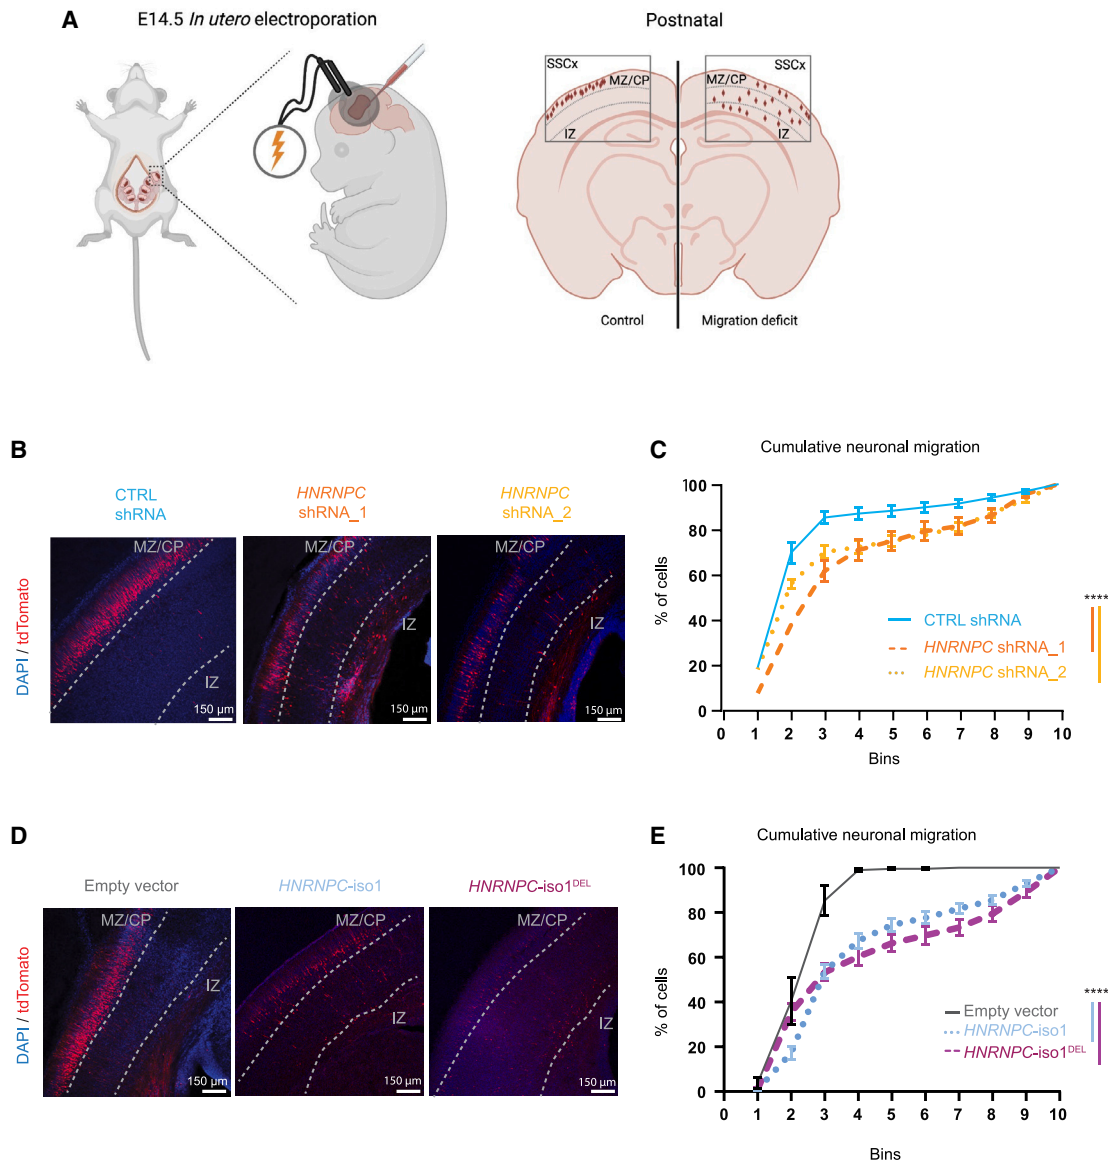 A
E14.5 In utero electroporation
Postnatal
SSCx
MZ/CP
IZ
SSCx
MZ/CP
IZ
Control
Migration deficit
B
CTRL
shRNA
HNRNPC
shRNA_1
HNRNPC
shRNA_2
DAPI / tdTomato
MZ/CP
IZ
150 µm
MZ/CP
IZ
150 µm
IZ
150 µm
C
Cumulative neuronal migration
% of cells
100
80
60
40
20
0
0 1 2 3 4 5 6 7 8 9 10
Bins
CTRL shRNA
HNRNPC shRNA_1
HNRNPC shRNA_2
****
D
Empty vector
HNRNPC-iso1
HNRNPC-iso1DEL
DAPI / tdTomato
MZ/CP
IZ
150 µm
MZ/CP
IZ
150 µm
MZ/CP
IZ
150 µm
E
Cumulative neuronal migration
% of cells
100
80
60
40
20
0
0 1 2 3 4 5 6 7 8 9 10
Bins
Empty vector
HNRNPC-iso1
HNRNPC-iso1DEL
****